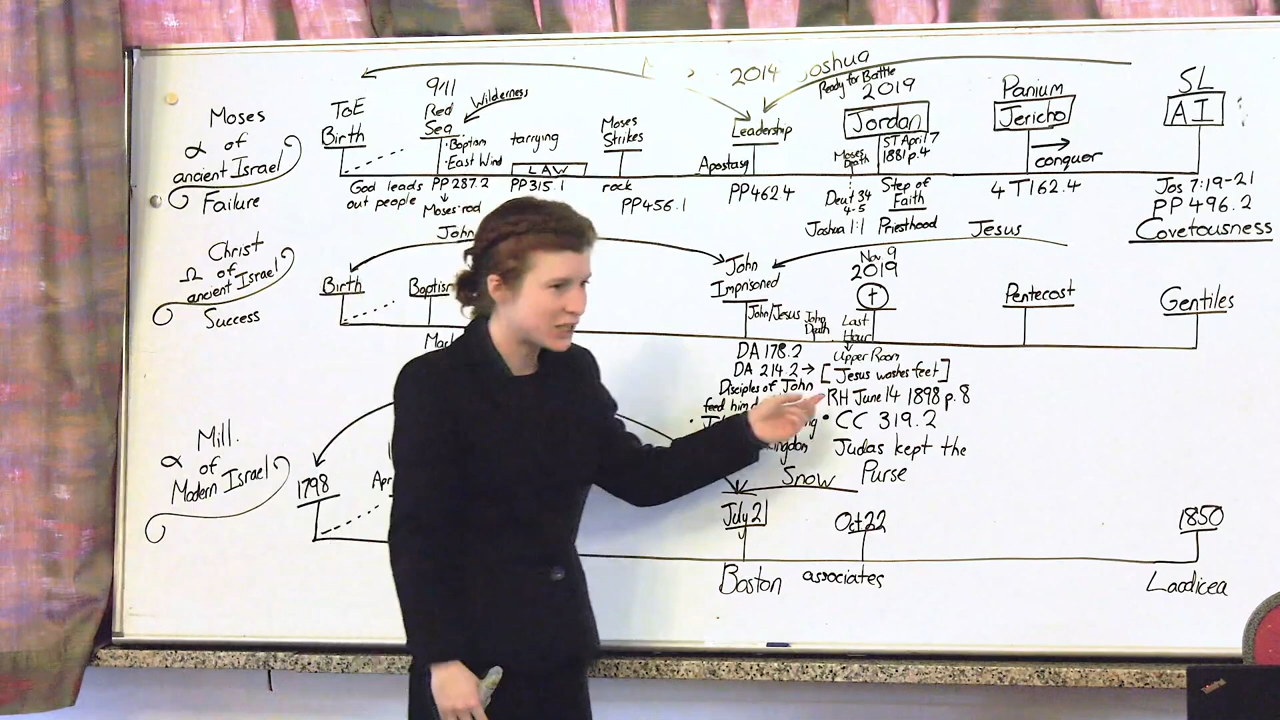 2014
Joshua
Moses
α of
ancient Israel
Failure
ToE
Birth
9/11
Red
Sea
Wilderness
• Baptism
• East Wind
tarrying
LAW
Moses
Strikes
Leadership
Apostasy
Ready for Battle
2019
Jordan
Moses
Death
ST April 7
1881 p.4
Panium
Jericho
conquer
SL
AI
God leads
out people
PP 287.2
Moses' rod
PP 315.1
rock
PP 456.1
PP 462.4
Deut 34
4-5
Joshua 1:1
Step of
Faith
Priesthood
4T 162.4
Jos 7:19-21
PP 496.2
Covetousness
Christ
Ω of
ancient Israel
Success
John
Jesus
Birth
John
Imprisoned
John/Jesus
John
Death
Nov 9
2019
Last
Hour
Pentecost
Gentiles
DA 178.2
DA 214.2 →
Disciples of John
feed him
Upper Room
[Jesus washes feet]
RH June 14 1898 p. 8
• CC 319.2
Judas kept the
Purse
Mill.
α of
Modern Israel
1798
Snow
July 21
Oct 22
1850
Boston
associates
Laodicea